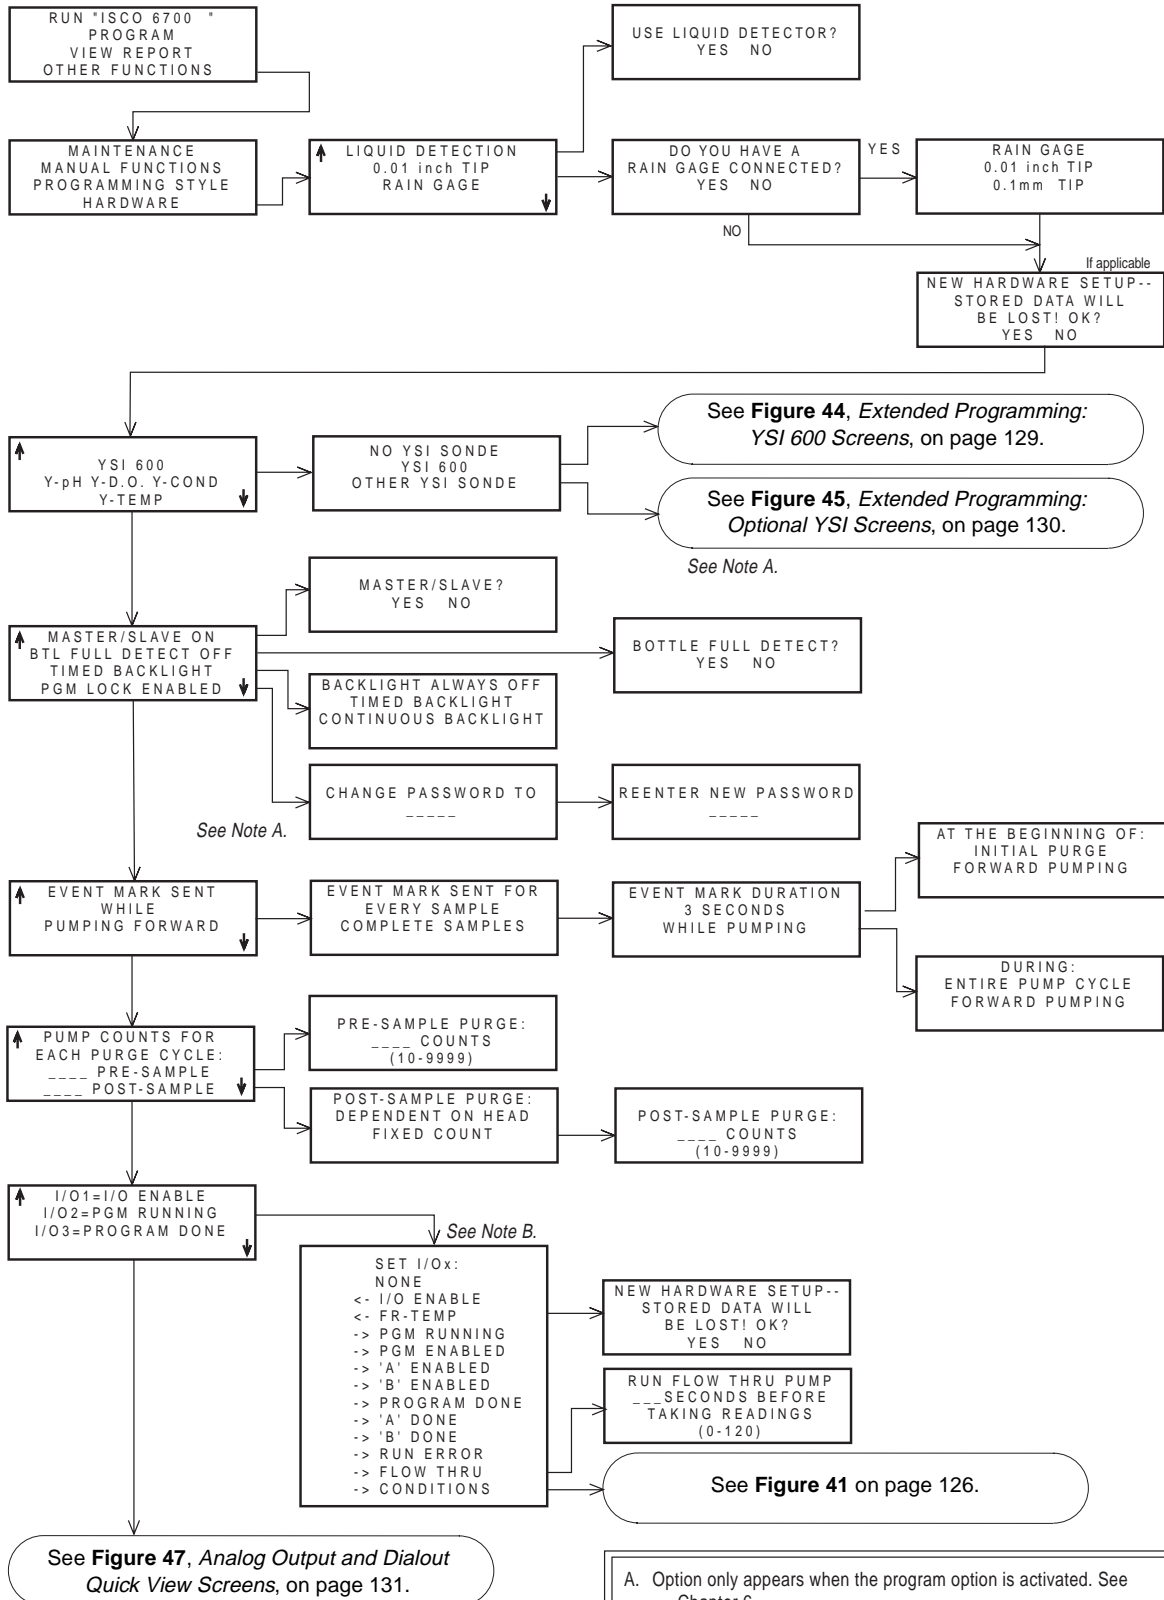 RUN "ISCO 6700 "
PROGRAM
VIEW REPORT
OTHER FUNCTIONS
USE LIQUID DETECTOR?
YES NO
MAINTENANCE
MANUAL FUNCTIONS
PROGRAMMING STYLE
HARDWARE
LIQUID DETECTION
0.01 inch TIP
RAIN GAGE
DO YOU HAVE A
RAIN GAGE CONNECTED?
YES NO
YES
RAIN GAGE
0.01 inch TIP
0.1mm TIP
NO
If applicable
NEW HARDWARE SETUP--
STORED DATA WILL
BE LOST! OK?
YES NO
YSI 600
Y-pH Y-D.O. Y-COND
Y-TEMP
NO YSI SONDE
YSI 600
OTHER YSI SONDE
See Figure 44, Extended Programming:
YSI 600 Screens, on page 129.
See Figure 45, Extended Programming:
Optional YSI Screens, on page 130.
See Note A.
MASTER/SLAVE ON
BTL FULL DETECT OFF
TIMED BACKLIGHT
PGM LOCK ENABLED
MASTER/SLAVE?
YES NO
BOTTLE FULL DETECT?
YES NO
BACKLIGHT ALWAYS OFF
TIMED BACKLIGHT
CONTINUOUS BACKLIGHT
CHANGE PASSWORD TO
_____
REENTER NEW PASSWORD
_____
See Note A.
EVENT MARK SENT
WHILE
PUMPING FORWARD
EVENT MARK SENT FOR
EVERY SAMPLE
COMPLETE SAMPLES
EVENT MARK DURATION
3 SECONDS
WHILE PUMPING
AT THE BEGINNING OF:
INITIAL PURGE
FORWARD PUMPING
DURING:
ENTIRE PUMP CYCLE
FORWARD PUMPING
PUMP COUNTS FOR
EACH PURGE CYCLE:
____ PRE-SAMPLE
____ POST-SAMPLE
PRE-SAMPLE PURGE:
____ COUNTS
(10-9999)
POST-SAMPLE PURGE:
DEPENDENT ON HEAD
FIXED COUNT
POST-SAMPLE PURGE:
____ COUNTS
(10-9999)
I/O1=I/O ENABLE
I/O2=PGM RUNNING
I/O3=PROGRAM DONE
See Note B.
SET I/Ox:
NONE
<- I/O ENABLE
<- FR-TEMP
-> PGM RUNNING
-> PGM ENABLED
-> 'A' ENABLED
-> 'B' ENABLED
-> PROGRAM DONE
-> 'A' DONE
-> 'B' DONE
-> RUN ERROR
-> FLOW THRU
-> CONDITIONS
NEW HARDWARE SETUP--
STORED DATA WILL
BE LOST! OK?
YES NO
RUN FLOW THRU PUMP
___SECONDS BEFORE
TAKING READINGS
(0-120)
See Figure 41 on page 126.
See Figure 47, Analog Output and Dialout
Quick View Screens, on page 131.
A. Option only appears when the program option is activated. See